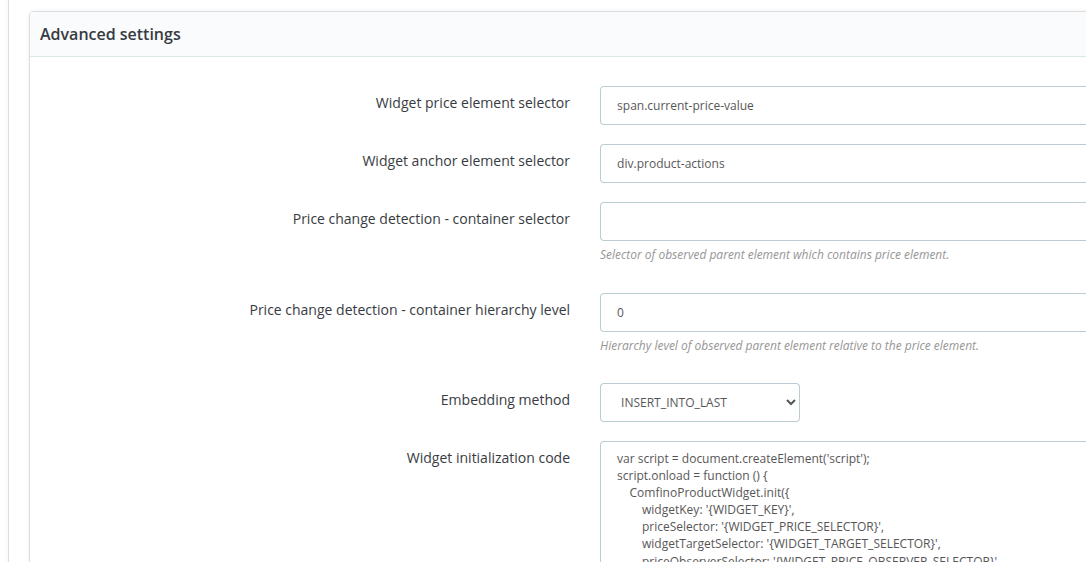 Advanced settings
Widget price element selector
span.current-price-value
Widget anchor element selector
div.product-actions
Price change detection - container selector
Selector of observed parent element which contains price element.
Price change detection - container hierarchy level
0
Hierarchy level of observed parent element relative to the price element.
Embedding method
INSERT_INTO_LAST
Widget initialization code
var script = document.createElement('script');
script.onload = function () {
ComfinoProductWidget.init({
widgetKey: '{WIDGET_KEY}',
priceSelector: '{WIDGET_PRICE_SELECTOR}',
widgetTargetSelector: '{WIDGET_TARGET_SELECTOR}',
priceObserverSelector: '{WIDGET_PRICE_OBSERVER_SELECTOR}'